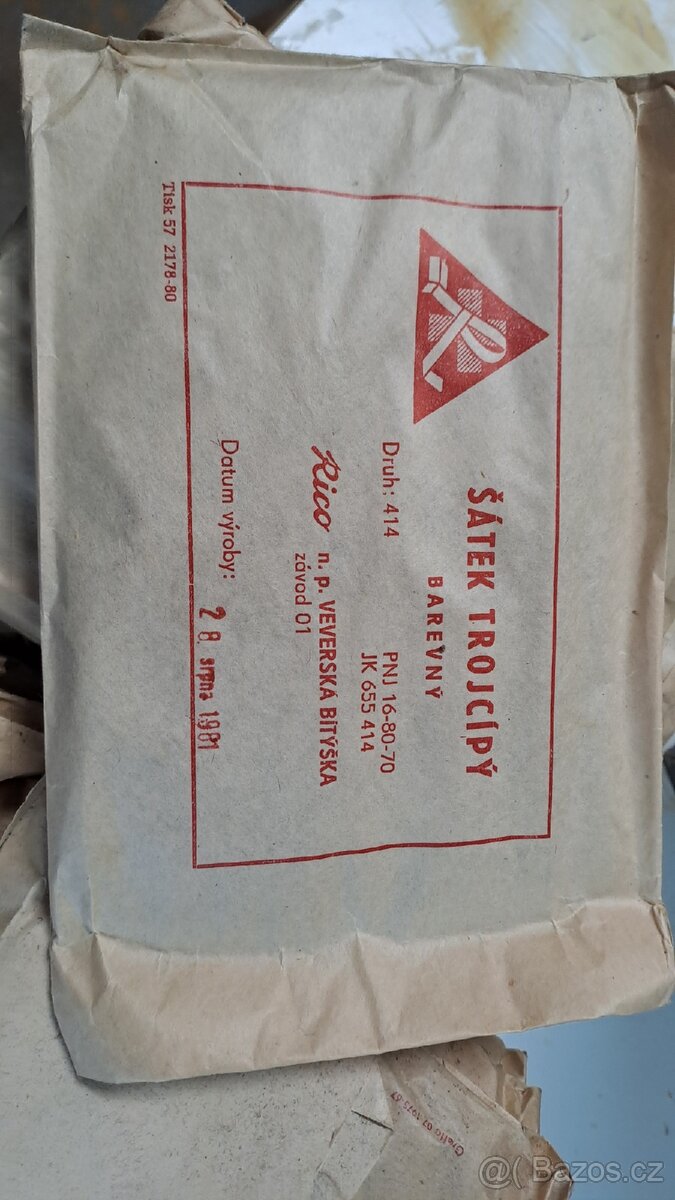 ŠÁTEK TROJCÍPÝ
BAREVNÝ
Druh: 414
PNJ 16-80-70
JK 655 414
Rico n. p. VEVERSKÁ BÍTÝŠKA
závod 01
Datum výroby: 28. srpna 1981
Tisk 57 2178-80
@( Bazos.cz